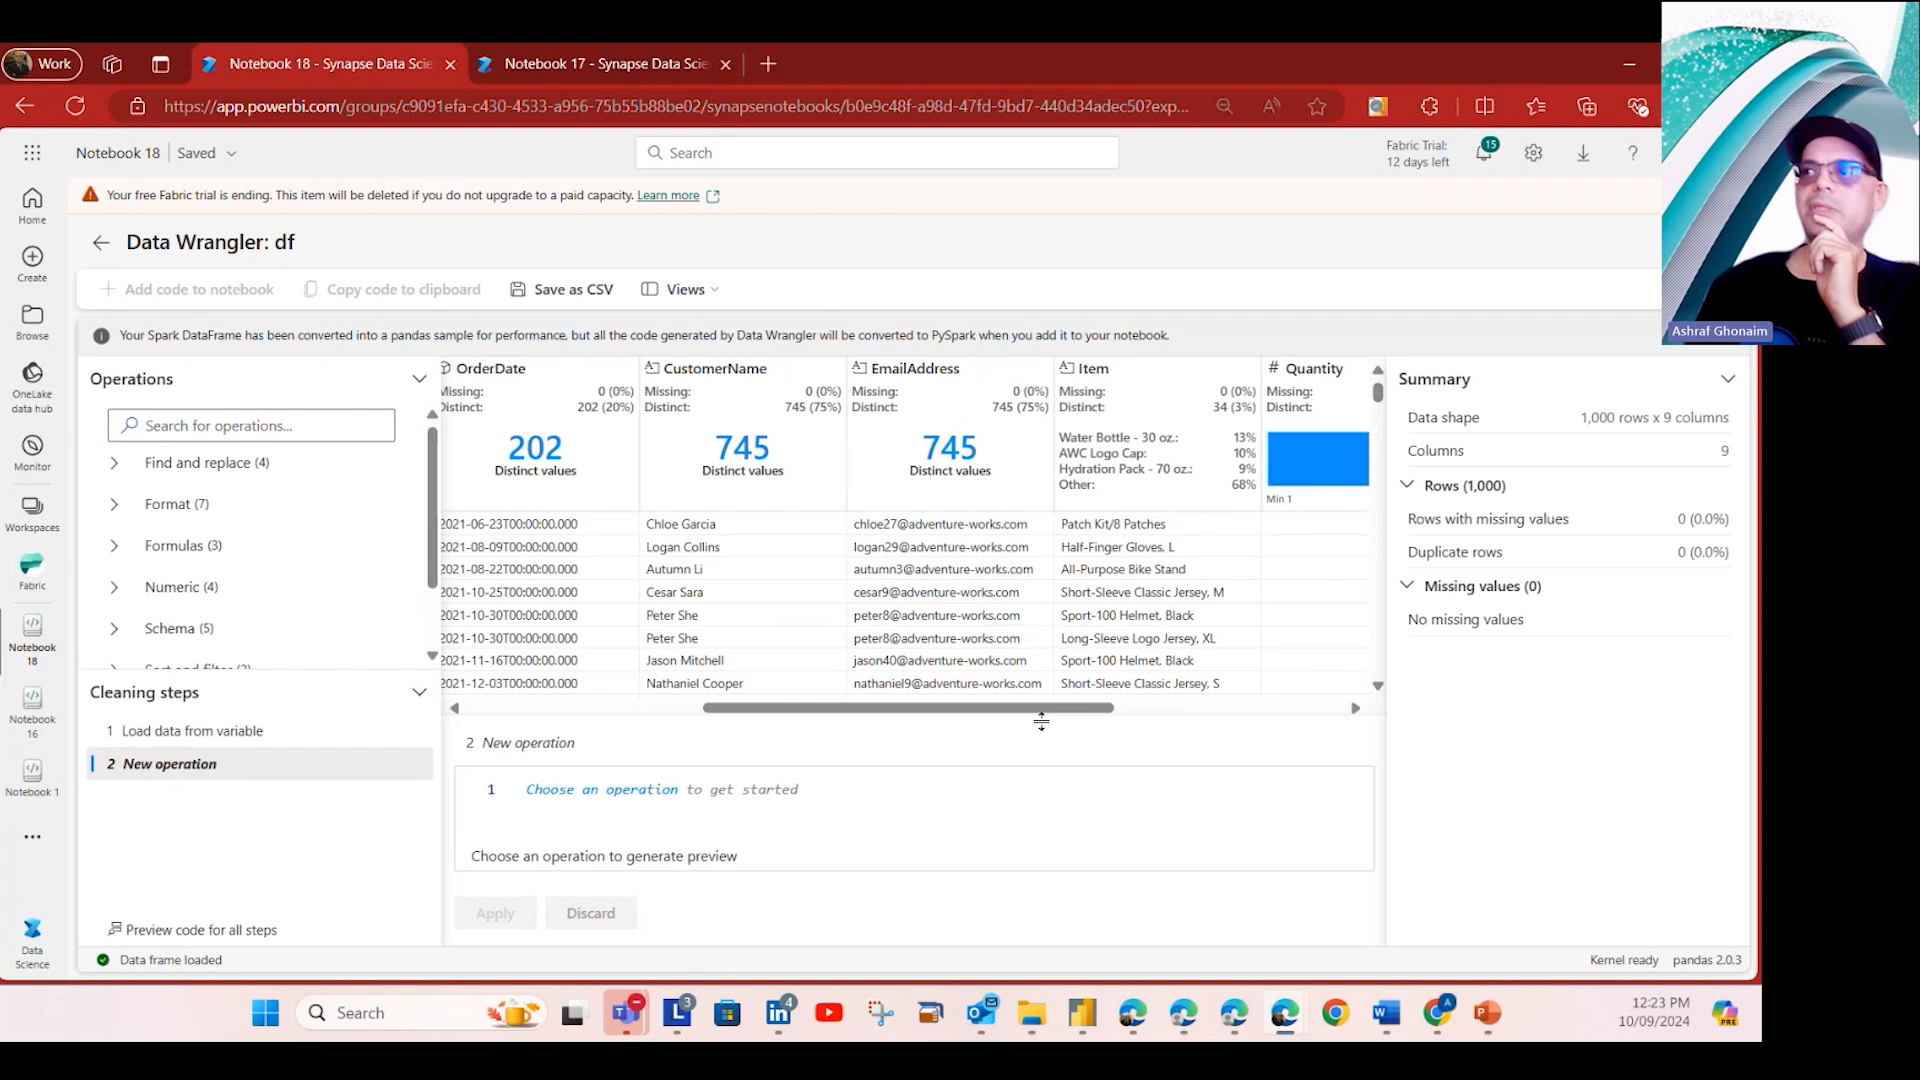 Work
Notebook 18 - Synapse Data Scie
Notebook 17 - Synapse Data Scie
https://app.powerbi.com/groups/c9091efa-c430-4533-a956-75b55b88be02/synapsenotebooks/b0e9c48f-a98d-47fd-9bd7-440d34adec50?exp...
Notebook 18 | Saved
Search
Fabric Trial:
12 days left
15
Your free Fabric trial is ending. This item will be deleted if you do not upgrade to a paid capacity. Learn more
Ashraf Ghonaim
Home
Create
Browse
OneLake
data hub
Monitor
Workspaces
Fabric
Notebook
18
Notebook
16
Notebook 1
Data
Science
Data Wrangler: df
Add code to notebook
Copy code to clipboard
Save as CSV
Views
Your Spark DataFrame has been converted into a pandas sample for performance, but all the code generated by Data Wrangler will be converted to PySpark when you add it to your notebook.
Operations
Search for operations...
Find and replace (4)
Format (7)
Formulas (3)
Numeric (4)
Schema (5)
Cleaning steps
1 Load data from variable
2 New operation
Preview code for all steps
OrderDate CustomerName EmailAddress Item # Quantity
Missing: 0 (0%) Missing: 0 (0%) Missing: 0 (0%) Missing: 0 (0%) Missing:
Distinct: 202 (20%) Distinct: 745 (75%) Distinct: 745 (75%) Distinct: 34 (3%) Distinct:
202
Distinct values
745
Distinct values
745
Distinct values
Water Bottle - 30 oz.: 13%
AWC Logo Cap: 10%
Hydration Pack - 70 oz.: 9%
Other: 68%
Min 1
2021-06-23T00:00:00.000 Chloe Garcia chloe27@adventure-works.com Patch Kit/8 Patches
2021-08-09T00:00:00.000 Logan Collins logan29@adventure-works.com Half-Finger Gloves, L
2021-08-22T00:00:00.000 Autumn Li autumn3@adventure-works.com All-Purpose Bike Stand
2021-10-25T00:00:00.000 Cesar Sara cesar9@adventure-works.com Short-Sleeve Classic Jersey, M
2021-10-30T00:00:00.000 Peter She peter8@adventure-works.com Sport-100 Helmet, Black
2021-10-30T00:00:00.000 Peter She peter8@adventure-works.com Long-Sleeve Logo Jersey, XL
2021-11-16T00:00:00.000 Jason Mitchell jason40@adventure-works.com Sport-100 Helmet, Black
2021-12-03T00:00:00.000 Nathaniel Cooper nathaniel9@adventure-works.com Short-Sleeve Classic Jersey, S
2 New operation
1 Choose an operation to get started
Choose an operation to generate preview
Apply
Discard
Summary
Data shape 1,000 rows x 9 columns
Columns 9
Rows (1,000)
Rows with missing values 0 (0.0%)
Duplicate rows 0 (0.0%)
Missing values (0)
No missing values
Data frame loaded
Kernel ready pandas 2.0.3
Search
3
4
12:23 PM
10/09/2024